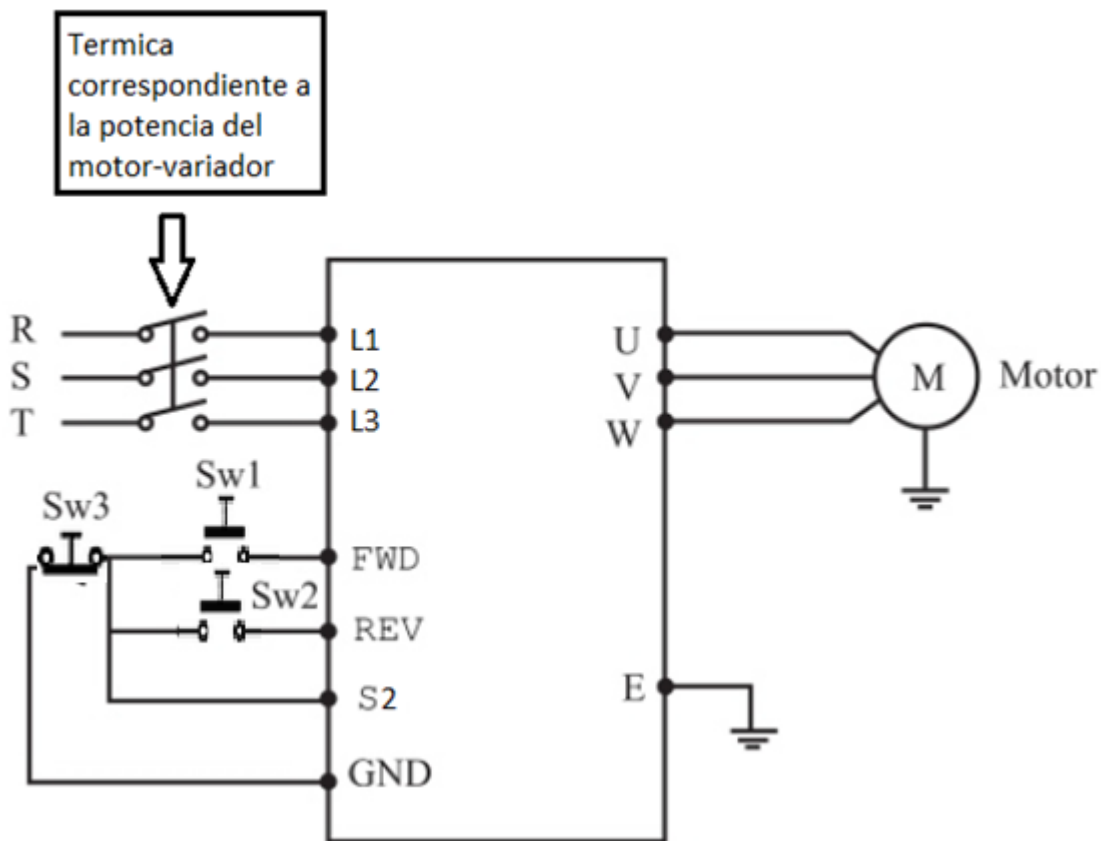 Termica
correspondiente a
la potencia del
motor-variador
R
S
T
L1
L2
L3
U
V
W
M
Motor
Sw1
Sw3
Sw2
FWD
REV
S2
GND
E